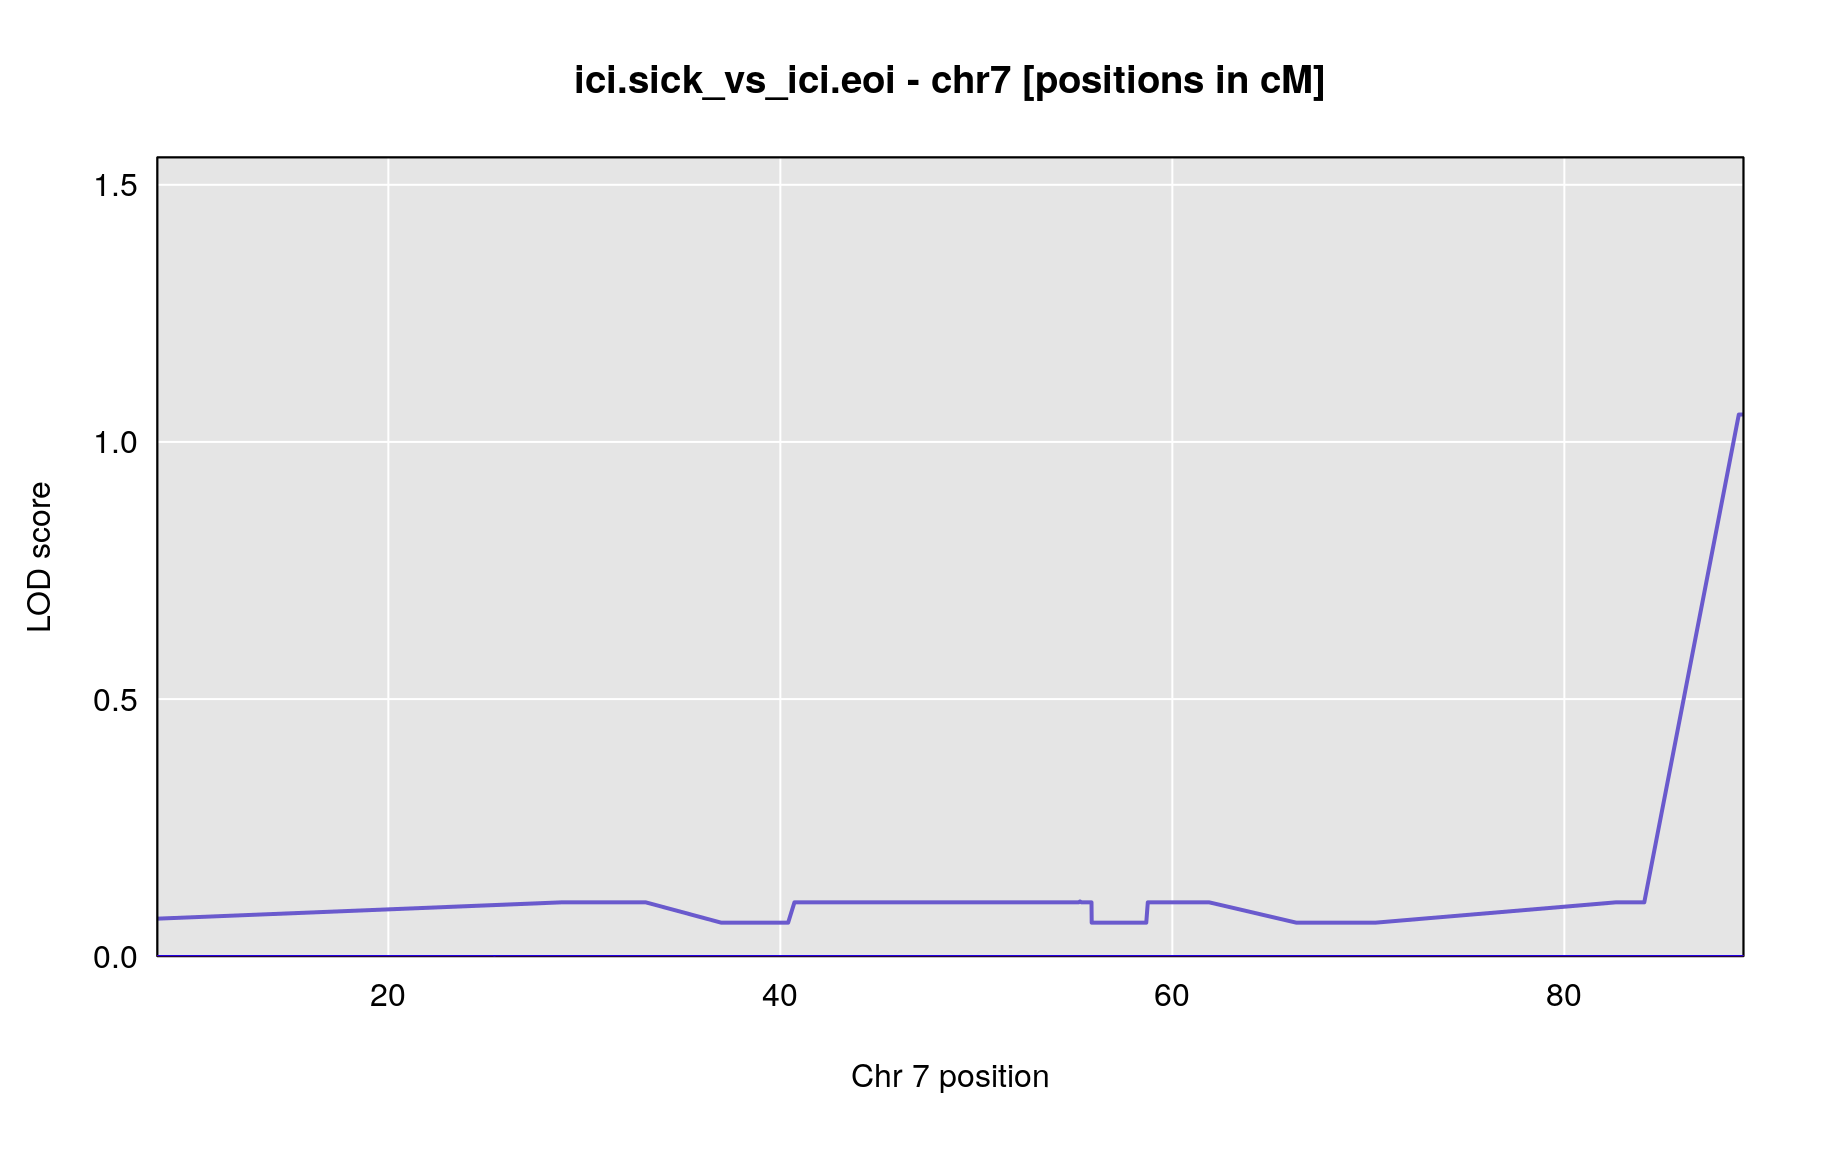 ici.sick_vs_ici.eoi - chr7 [positions in cM]
1.5
1.0
0.5
0.0
LOD score
20 40 60 80
Chr 7 position